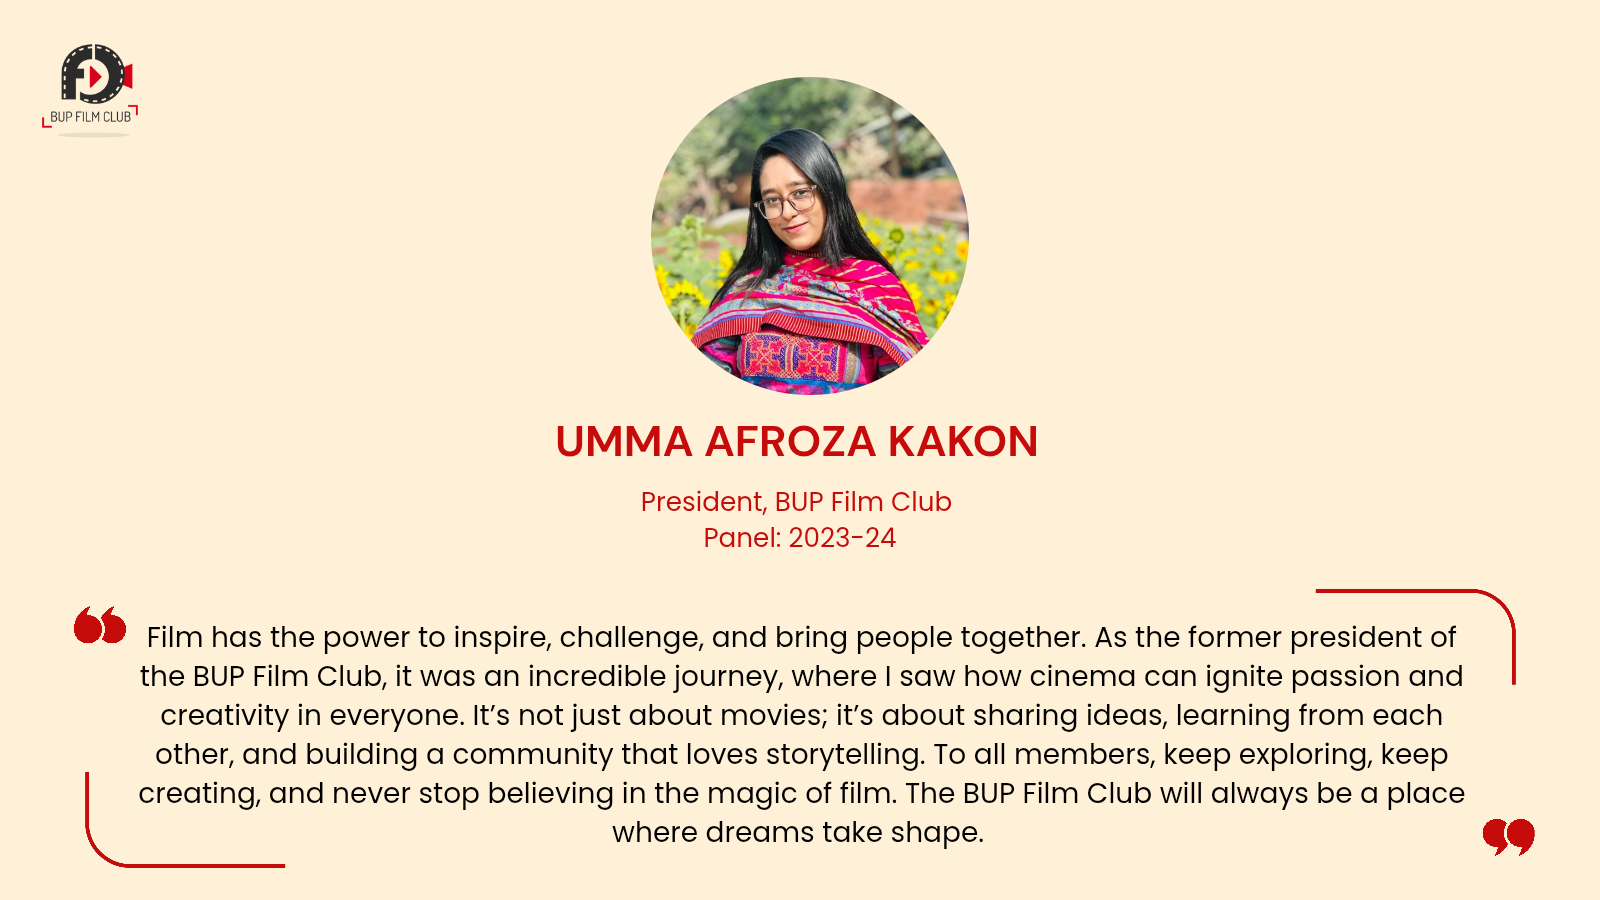 BUP FILM CLUB
UMMA AFROZA KAKON
President, BUP Film Club
Panel: 2023-24
“ Film has the power to inspire, challenge, and bring people together. As the former president of
the BUP Film Club, it was an incredible journey, where I saw how cinema can ignite passion and
creativity in everyone. It’s not just about movies; it’s about sharing ideas, learning from each
other, and building a community that loves storytelling. To all members, keep exploring, keep
creating, and never stop believing in the magic of film. The BUP Film Club will always be a place
where dreams take shape. ”